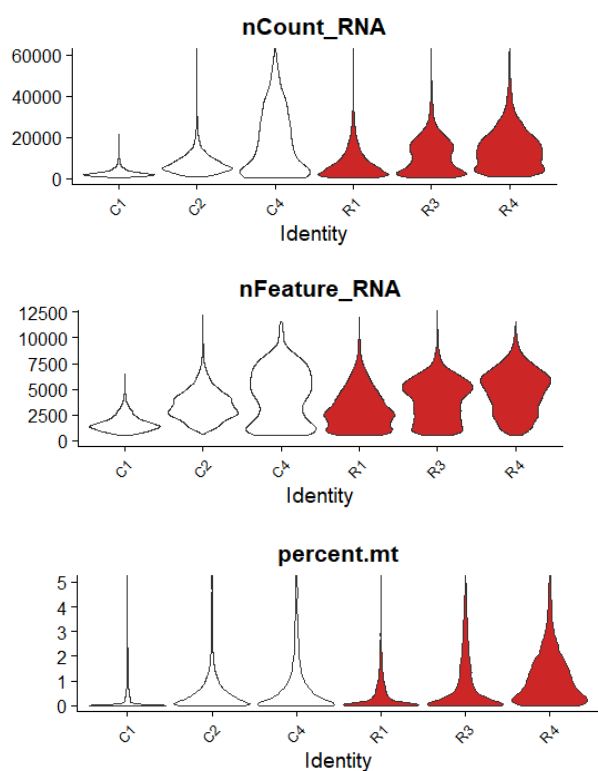 nCount_RNA
60000
40000
20000
0
C1 C2 C4 R1 R3 R4
Identity
nFeature_RNA
12500
10000
7500
5000
2500
0
C1 C2 C4 R1 R3 R4
Identity
percent.mt
5
4
3
2
1
0
C1 C2 C4 R1 R3 R4
Identity